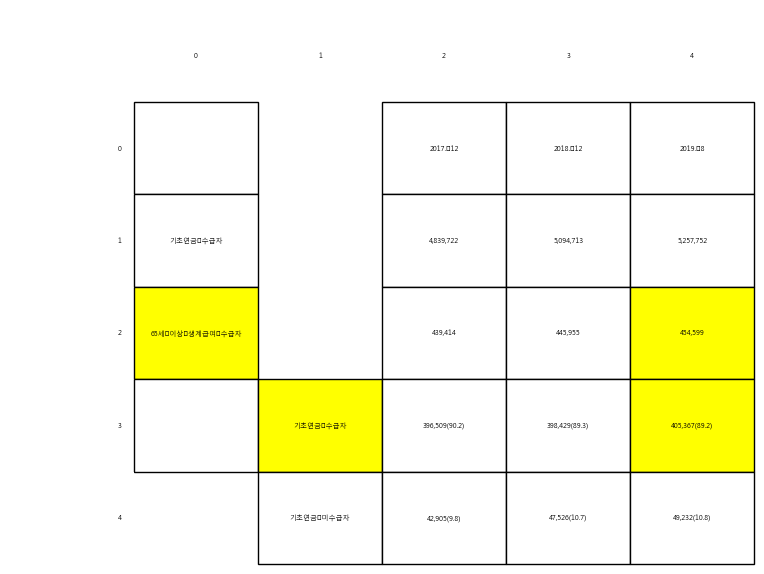 0 1 2 3 4
0 2017.□12 2018.□12 2019.□8
1 기초연금□수급자 4,839,722 5,094,713 5,257,752
2 65세□이상□생계급여□수급자 439,414 445,955 454,599
3 기초연금□수급자 396,509(90.2) 398,429(89.3) 405,367(89.2)
4 기초연금□미수급자 42,905(9.8) 47,526(10.7) 49,232(10.8)